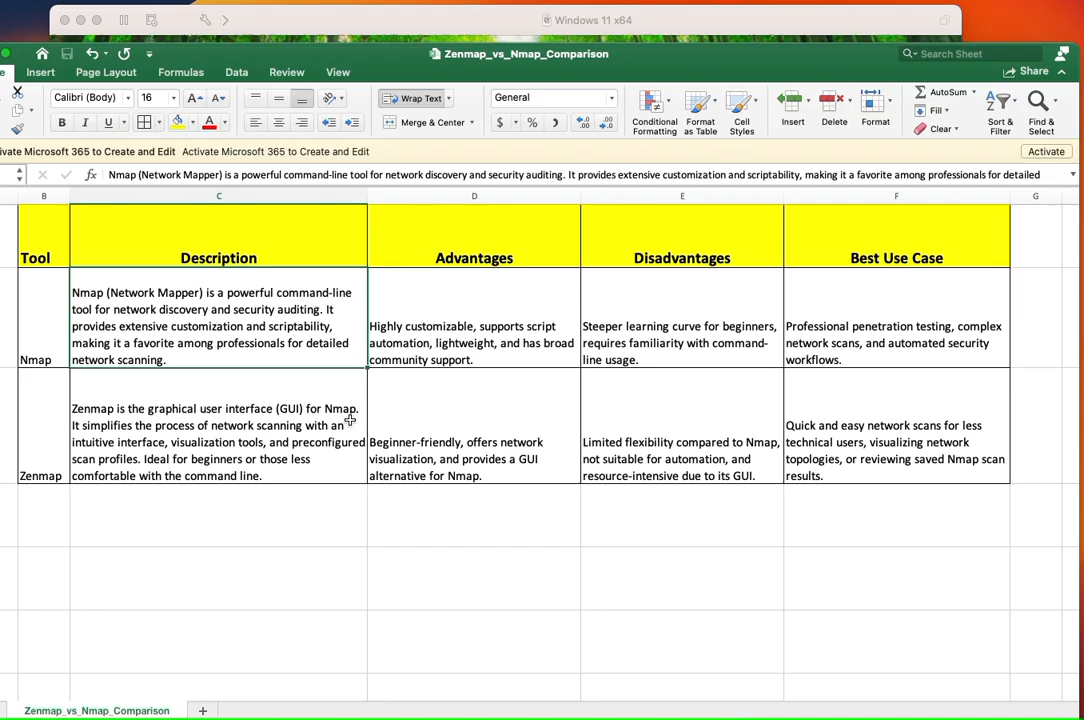 Windows 11 x64
Zenmap_vs_Nmap_Comparison
Search Sheet
Insert
Page Layout
Formulas
Data
Review
View
Share
Calibri (Body)
16
A
A
Wrap Text
General
AutoSum
Fill
Clear
B
I
U
A
Merge & Center
$
%
Conditional
Formatting
Format
as Table
Cell
Styles
Insert
Delete
Format
Sort &
Filter
Find &
Select
vate Microsoft 365 to Create and Edit
Activate Microsoft 365 to Create and Edit
Activate
fx
Nmap (Network Mapper) is a powerful command-line tool for network discovery and security auditing. It provides extensive customization and scriptability, making it a favorite among professionals for detailed
B
C
D
E
F
G
Tool
Description
Advantages
Disadvantages
Best Use Case
Nmap
Nmap (Network Mapper) is a powerful command-line
tool for network discovery and security auditing. It
provides extensive customization and scriptability,
making it a favorite among professionals for detailed
network scanning.
Highly customizable, supports script
automation, lightweight, and has broad
community support.
Steeper learning curve for beginners,
requires familiarity with command-
line usage.
Professional penetration testing, complex
network scans, and automated security
workflows.
Zenmap
Zenmap is the graphical user interface (GUI) for Nmap.
It simplifies the process of network scanning with an
intuitive interface, visualization tools, and preconfigured
scan profiles. Ideal for beginners or those less
comfortable with the command line.
Beginner-friendly, offers network
visualization, and provides a GUI
alternative for Nmap.
Limited flexibility compared to Nmap,
not suitable for automation, and
resource-intensive due to its GUI.
Quick and easy network scans for less
technical users, visualizing network
topologies, or reviewing saved Nmap scan
results.
Zenmap_vs_Nmap_Comparison